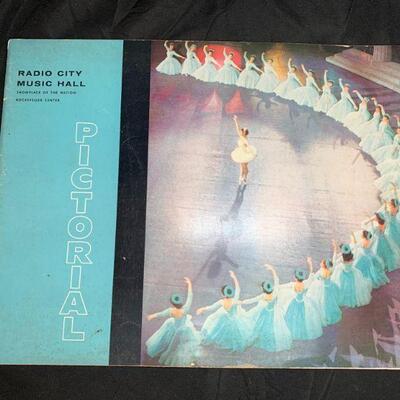 RADIO CITY
MUSIC HALL
SHOWPLACE OF THE NATION
ROCKEFELLER CENTER
PICTORIAL